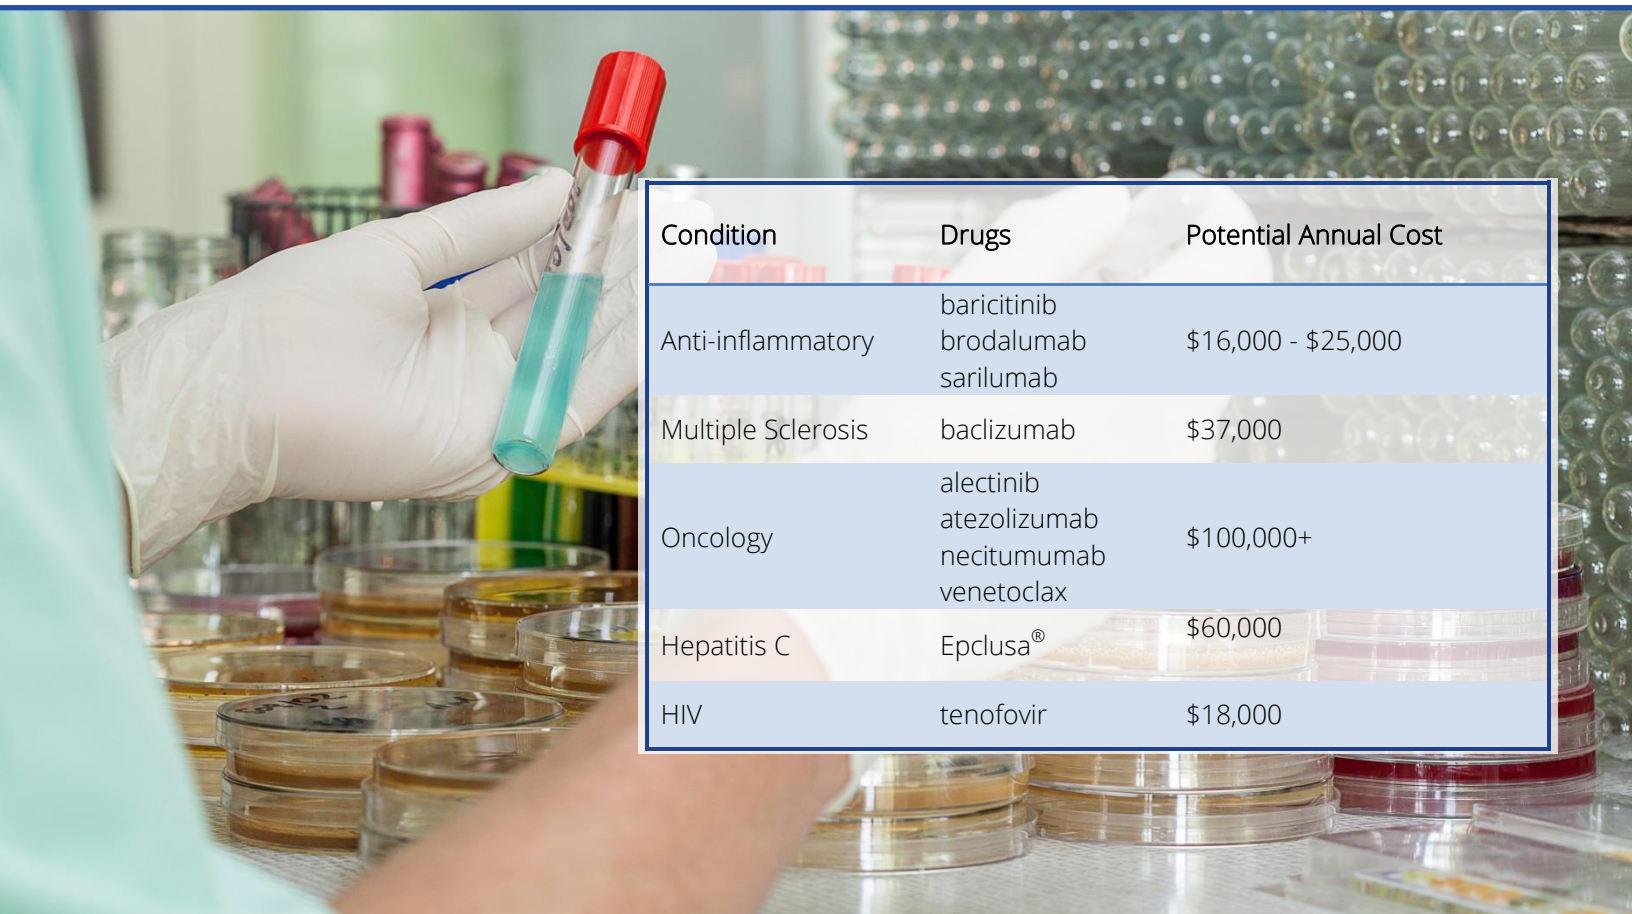 Condition Drugs Potential Annual Cost
baricitinib
Anti-inflammatory brodalumab $16,000 - $25,000
sarilumab
Multiple Sclerosis baclizumab $37,000
alectinib
atezolizumab
Oncology $100,000+
necitumumab
venetoclax
Hepatitis C Epclusa® $60,000
HIV tenofovir $18,000